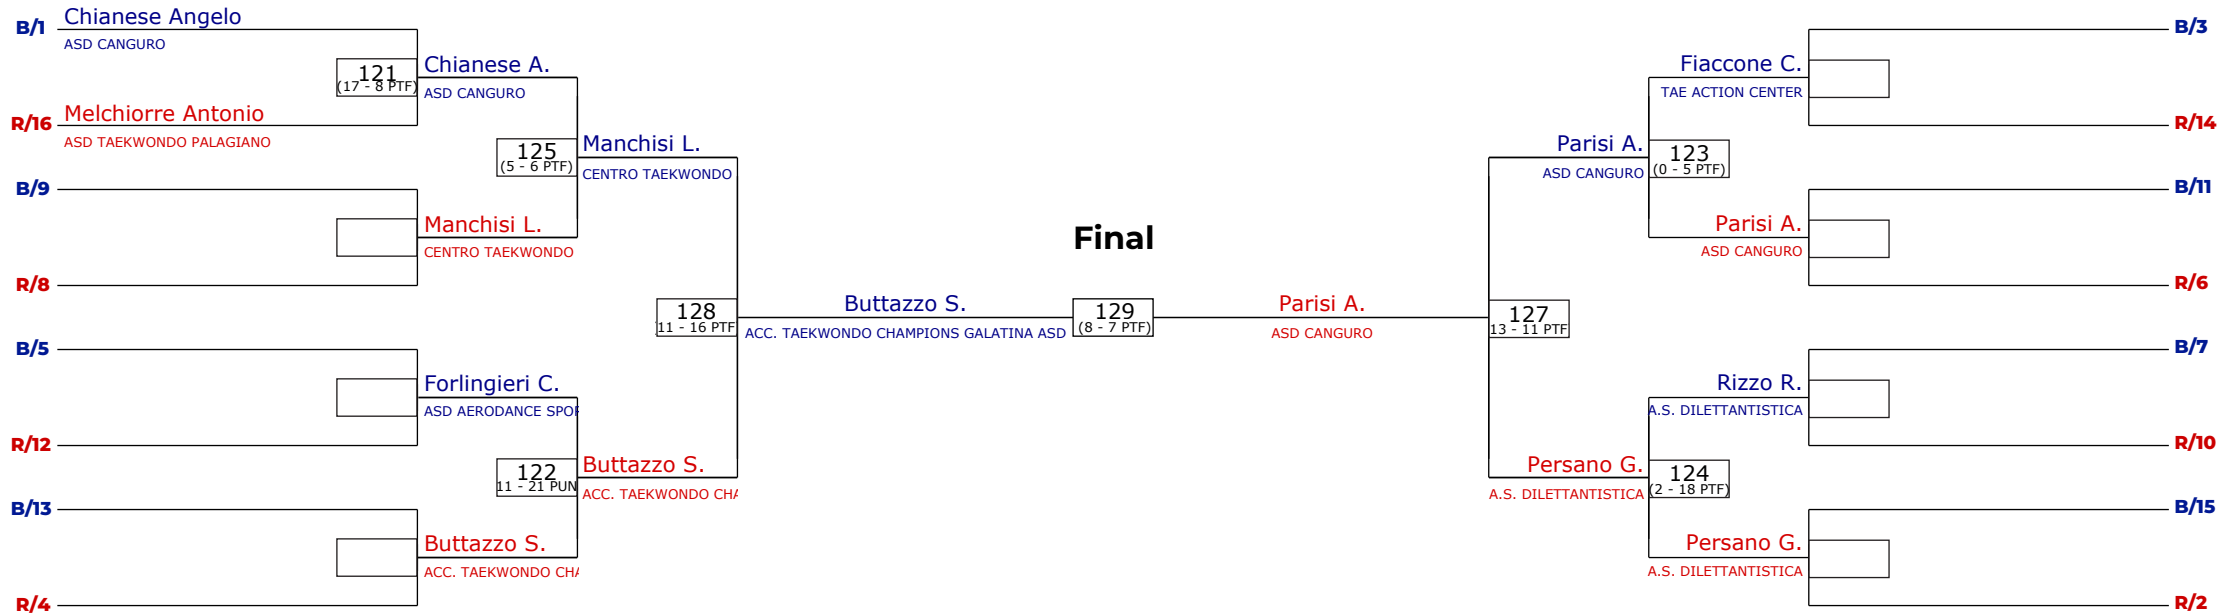 B/1
Chianese Angelo
ASD CANGURO
121
(17 - 8 PTF)
Chianese A.
ASD CANGURO
R/16
Melchiorre Antonio
ASD TAEKWONDO PALAGIANO
125
(5 - 6 PTF)
Manchisi L.
CENTRO TAEKWONDO
B/9
Manchisi L.
CENTRO TAEKWONDO
R/8
128
11 - 16 PTF
Buttazzo S.
ACC. TAEKWONDO CHAMPIONS GALATINA ASD
B/5
Forlingieri C.
ASD AERODANCE SPOR
R/12
122
11 - 21 PUN
Buttazzo S.
ACC. TAEKWONDO CHA
B/13
Buttazzo S.
ACC. TAEKWONDO CHA
R/4
Final
129
(8 - 7 PTF)
Parisi A.
ASD CANGURO
127
13 - 11 PTF
Parisi A.
ASD CANGURO
123
(0 - 5 PTF)
Fiaccone C.
TAE ACTION CENTER
B/3
R/14
Parisi A.
ASD CANGURO
B/11
R/6
Persano G.
A.S. DILETTANTISTICA
124
(2 - 18 PTF)
Rizzo R.
A.S. DILETTANTISTICA
B/7
R/10
Persano G.
A.S. DILETTANTISTICA
B/15
R/2